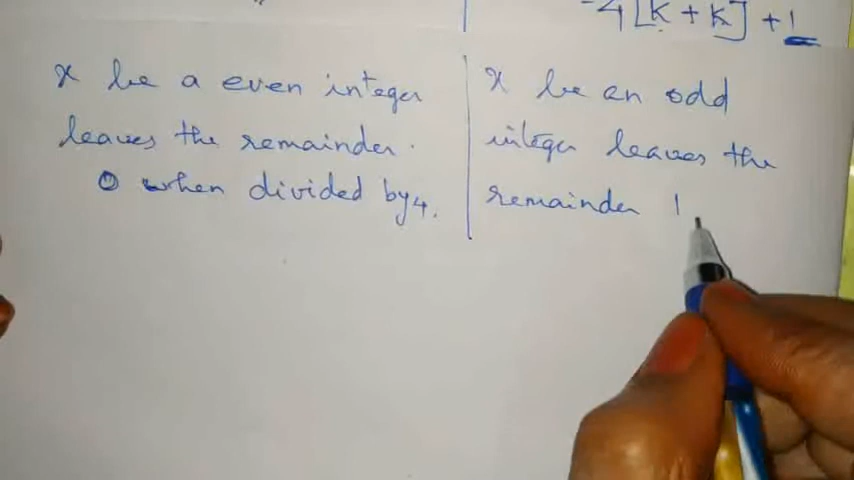 4[K + K] + 1
x be a even integer
leaves the remainder.
0 when divided by 4.
x be an odd
integer leaves the
remainder 1